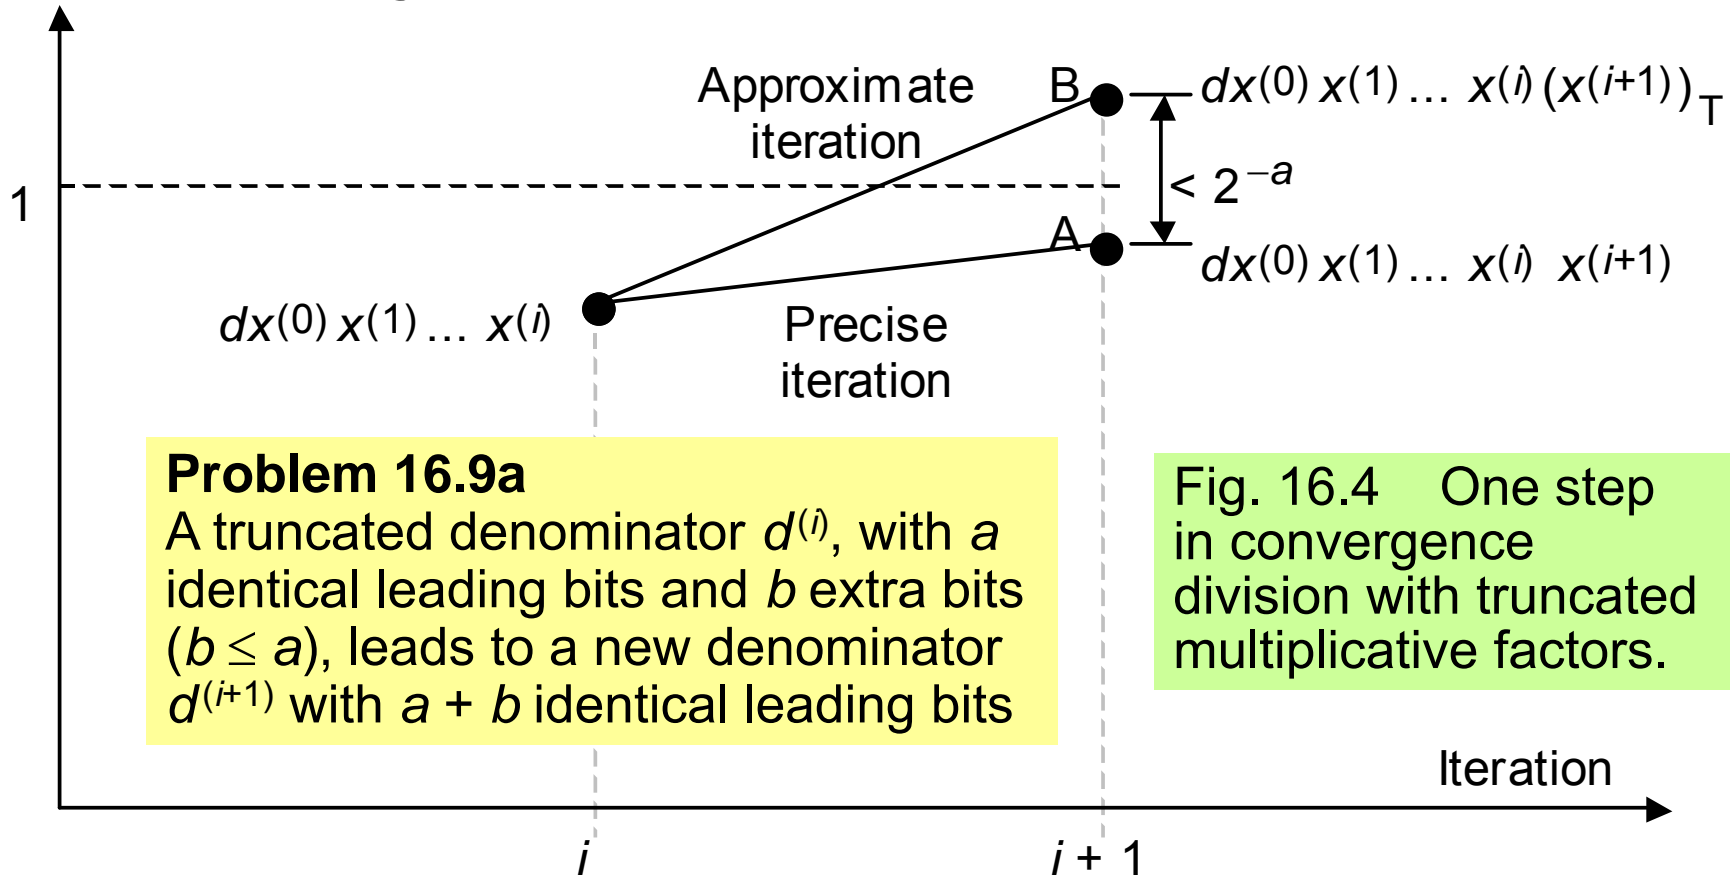 Approximate
iteration
B
dx(0) x(1) ... x(i) (x(i+1))T
1
< 2–a
A
dx(0) x(1) ... x(i) x(i+1)
dx(0) x(1) ... x(i)
Precise
iteration
Problem 16.9a
A truncated denominator d(i), with a
identical leading bits and b extra bits
(b ≤ a), leads to a new denominator
d(i+1) with a + b identical leading bits
Fig. 16.4 One step
in convergence
division with truncated
multiplicative factors.
Iteration
i
i + 1